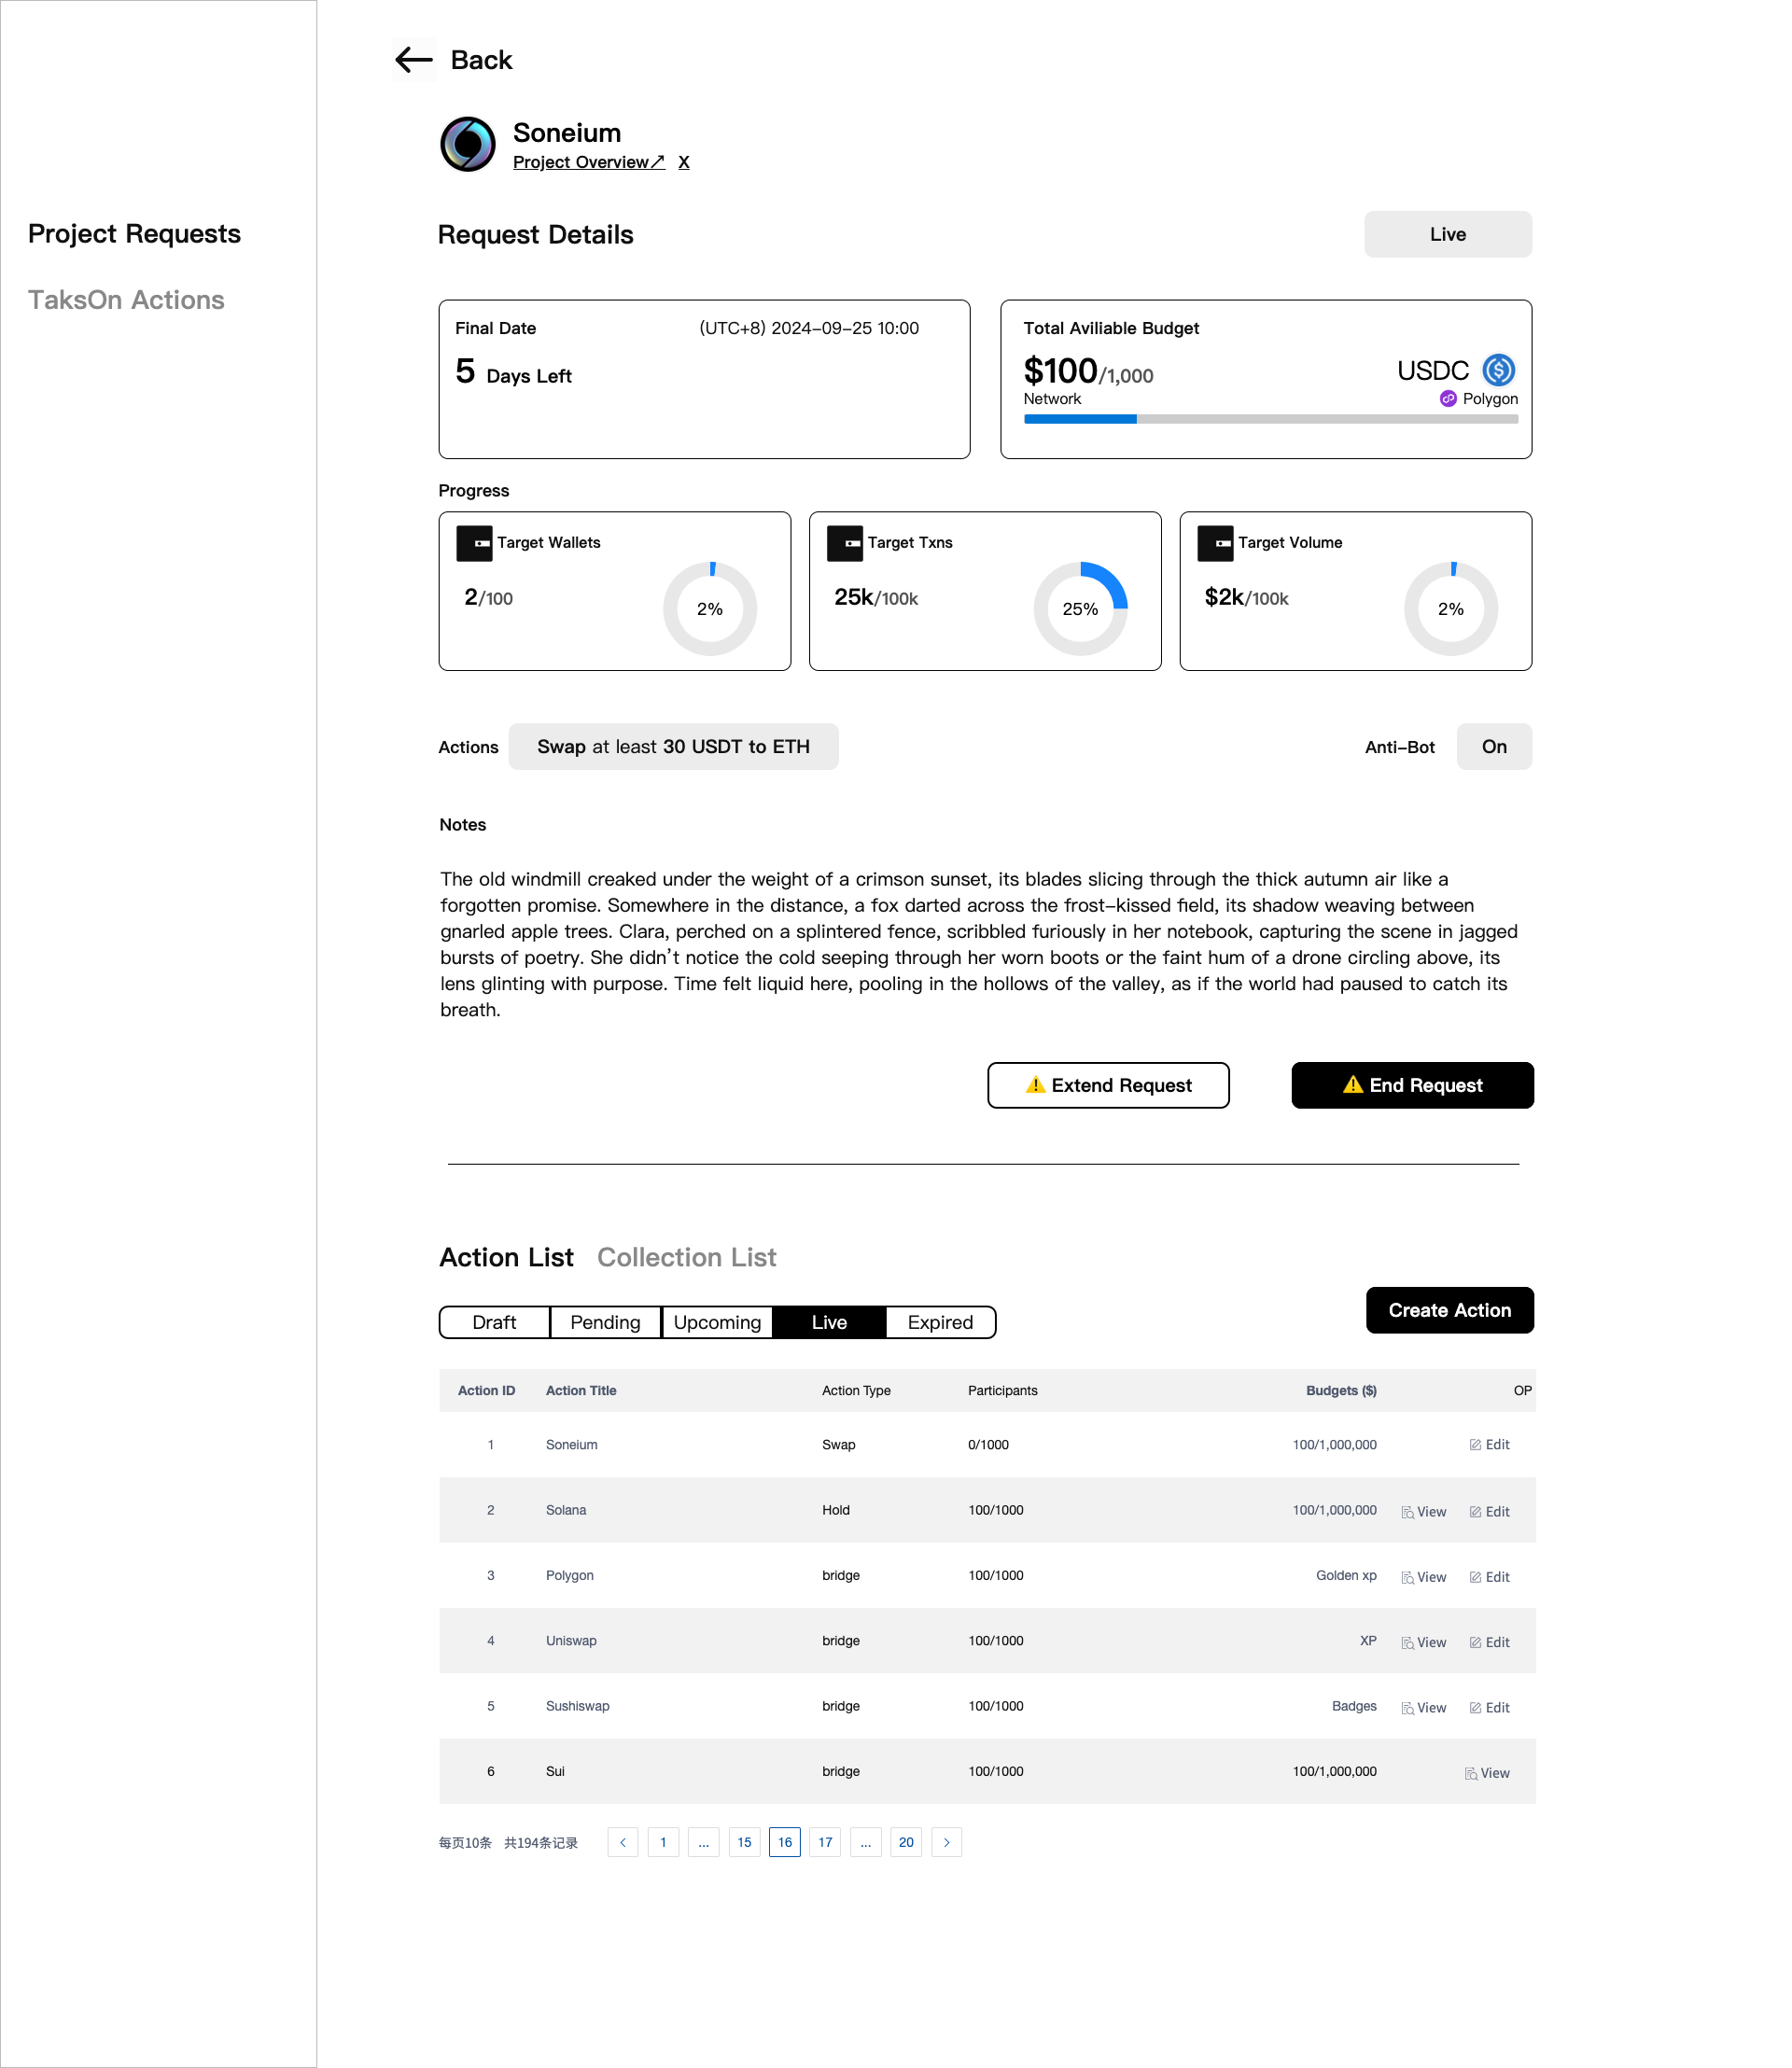 Back
Soneium
Project Overview↗ X
Project Requests
TaksOn Actions
Request Details
Live
Final Date (UTC+8) 2024-09-25 10:00
5 Days Left
Total Aviliable Budget
$100/1,000 USDC
Network Polygon
Progress
Target Wallets
2/100
2%
Target Txns
25k/100k
25%
Target Volume
$2k/100k
2%
Actions Swap at least 30 USDT to ETH
Anti-Bot On
Notes
The old windmill creaked under the weight of a crimson sunset, its blades slicing through the thick autumn air like a
forgotten promise. Somewhere in the distance, a fox darted across the frost-kissed field, its shadow weaving between
gnarled apple trees. Clara, perched on a splintered fence, scribbled furiously in her notebook, capturing the scene in jagged
bursts of poetry. She didn't notice the cold seeping through her worn boots or the faint hum of a drone circling above, its
lens glinting with purpose. Time felt liquid here, pooling in the hollows of the valley, as if the world had paused to catch its
breath.
⚠️ Extend Request
⚠️ End Request
Action List Collection List
Draft Pending Upcoming Live Expired
Create Action
Action ID Action Title Action Type Participants Budgets ($) OP
1 Soneium Swap 0/1000 100/1,000,000 Edit
2 Solana Hold 100/1000 100/1,000,000 View Edit
3 Polygon bridge 100/1000 Golden xp View Edit
4 Uniswap bridge 100/1000 XP View Edit
5 Sushiswap bridge 100/1000 Badges View Edit
6 Sui bridge 100/1000 100/1,000,000 View
每页10条 共194条记录 < 1 ... 15 16 17 ... 20 >